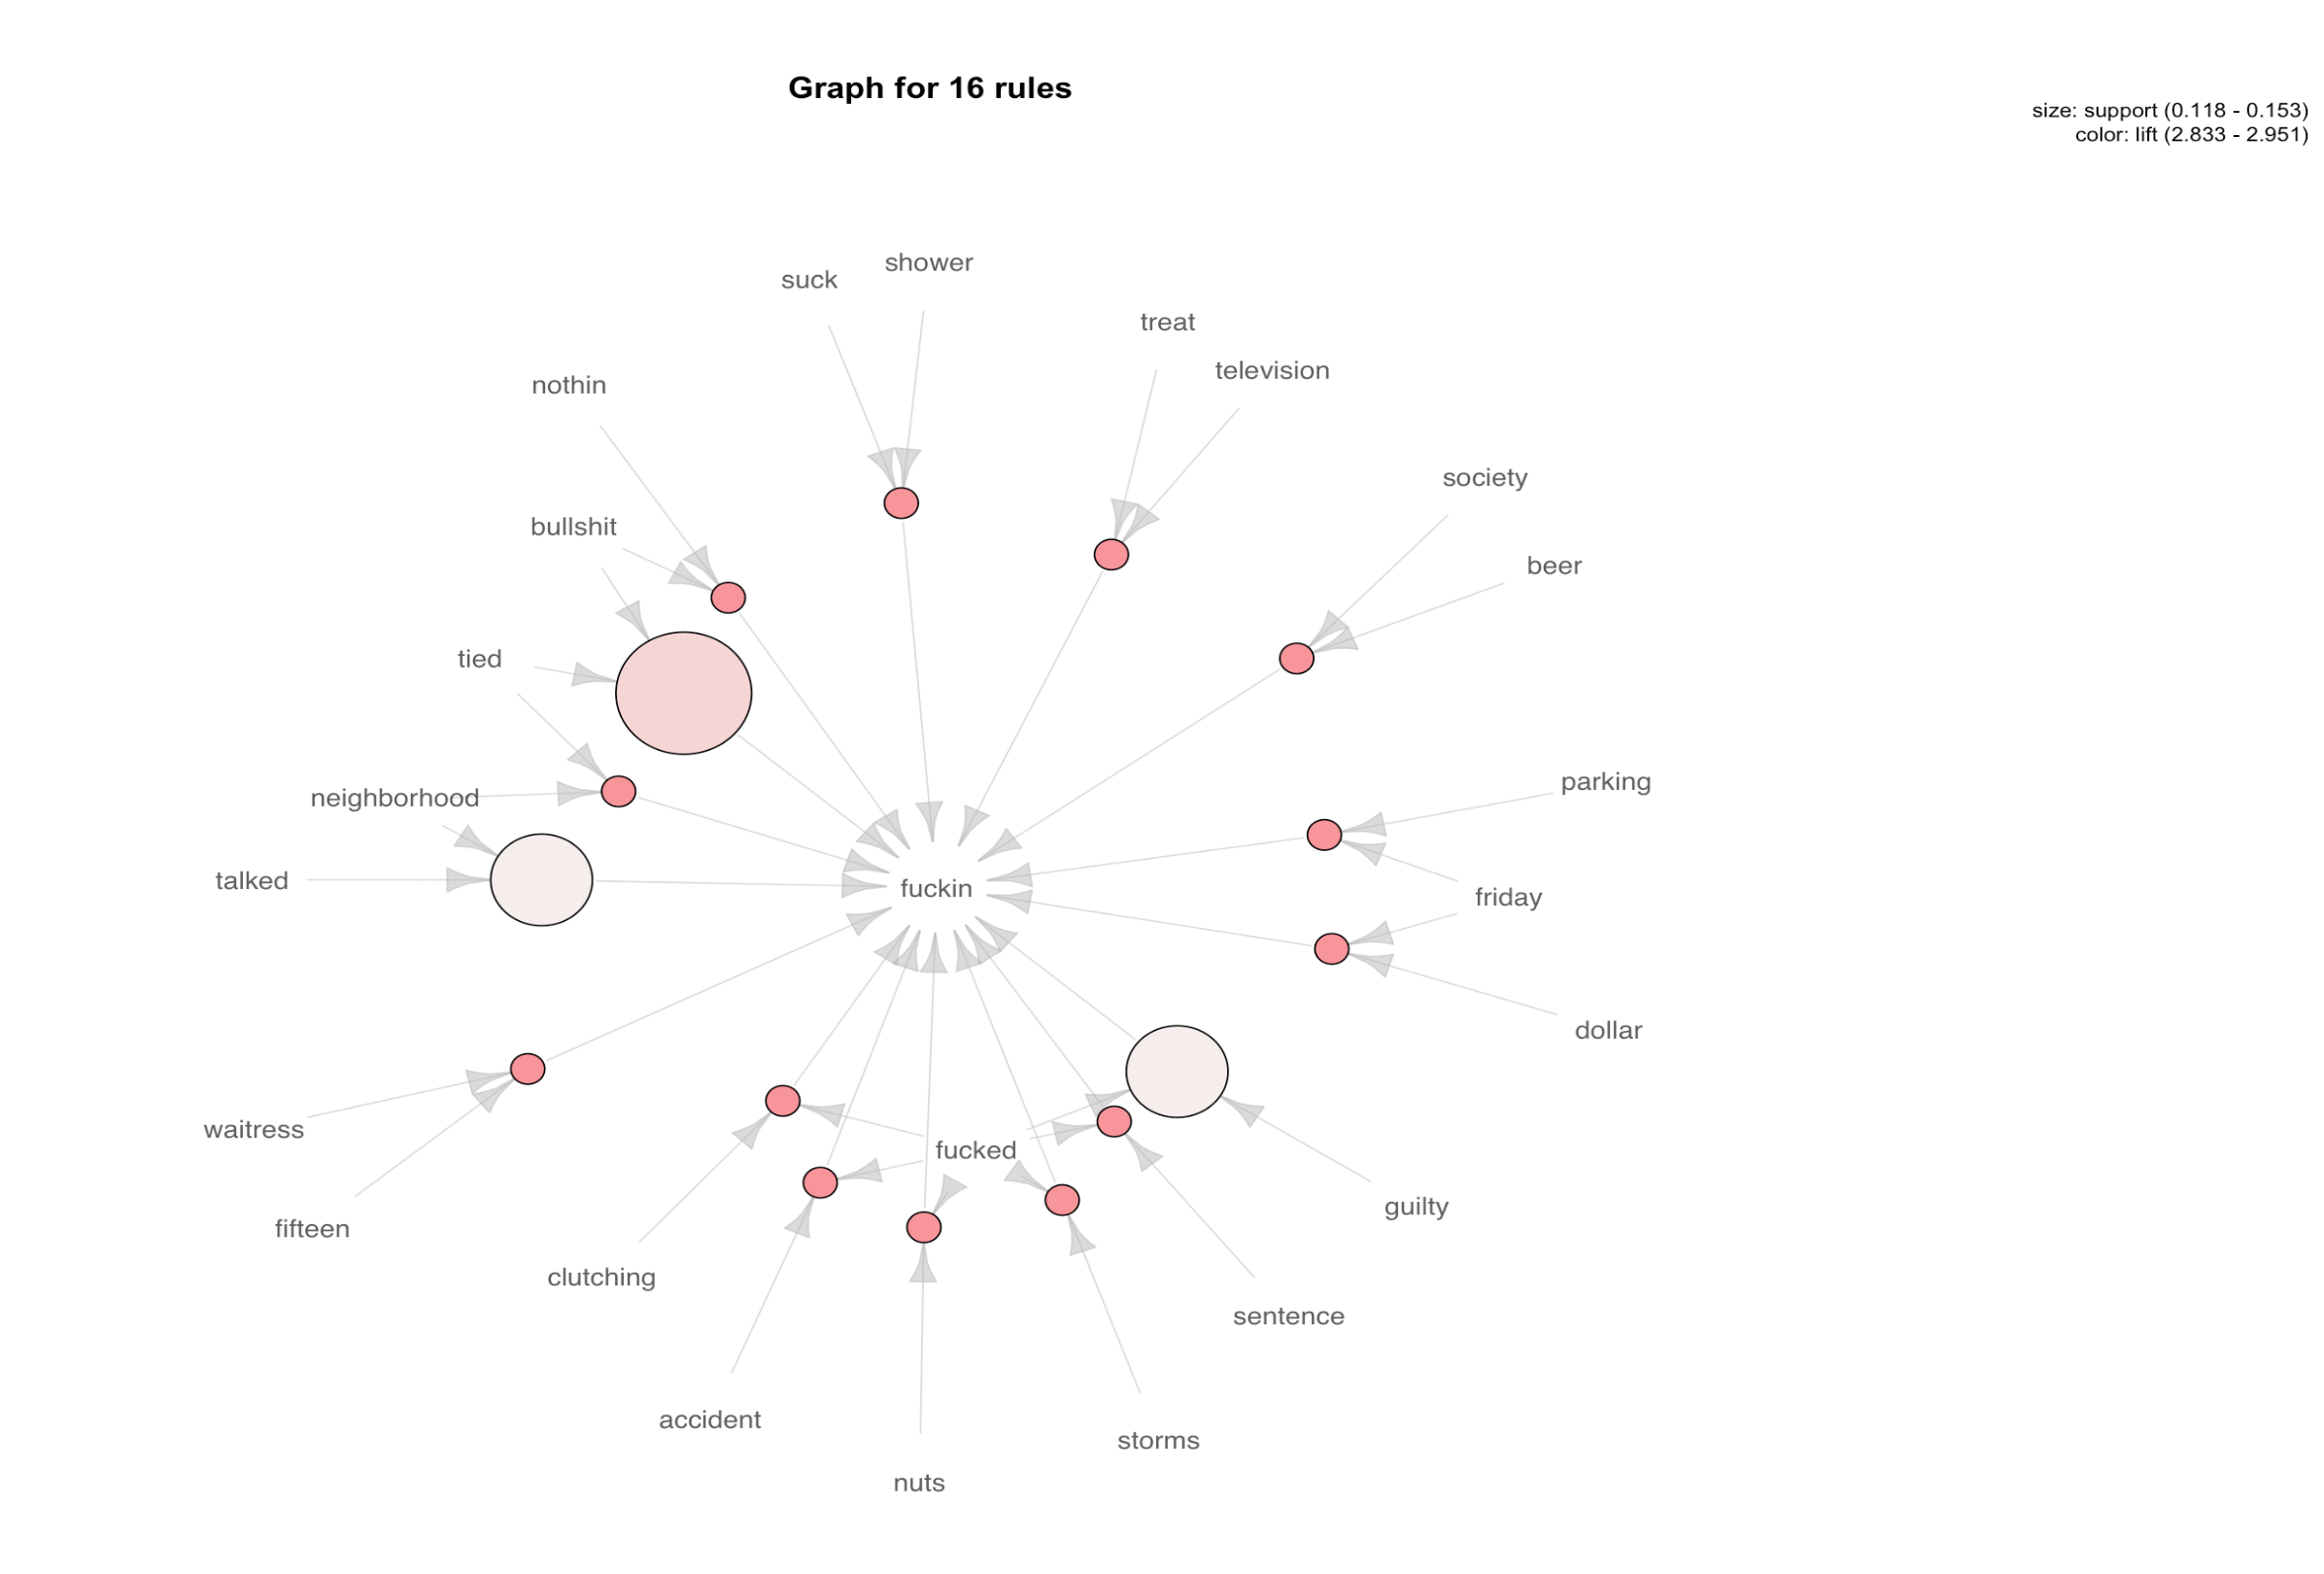 Graph for 16 rules
size: support (0.118 - 0.153)
color: lift (2.833 - 2.951)
shower
suck
treat
television
nothin
society
bullshit
beer
tied
parking
neighborhood
talked
fuckin
friday
dollar
waitress
fucked
guilty
fifteen
clutching
sentence
accident
storms
nuts